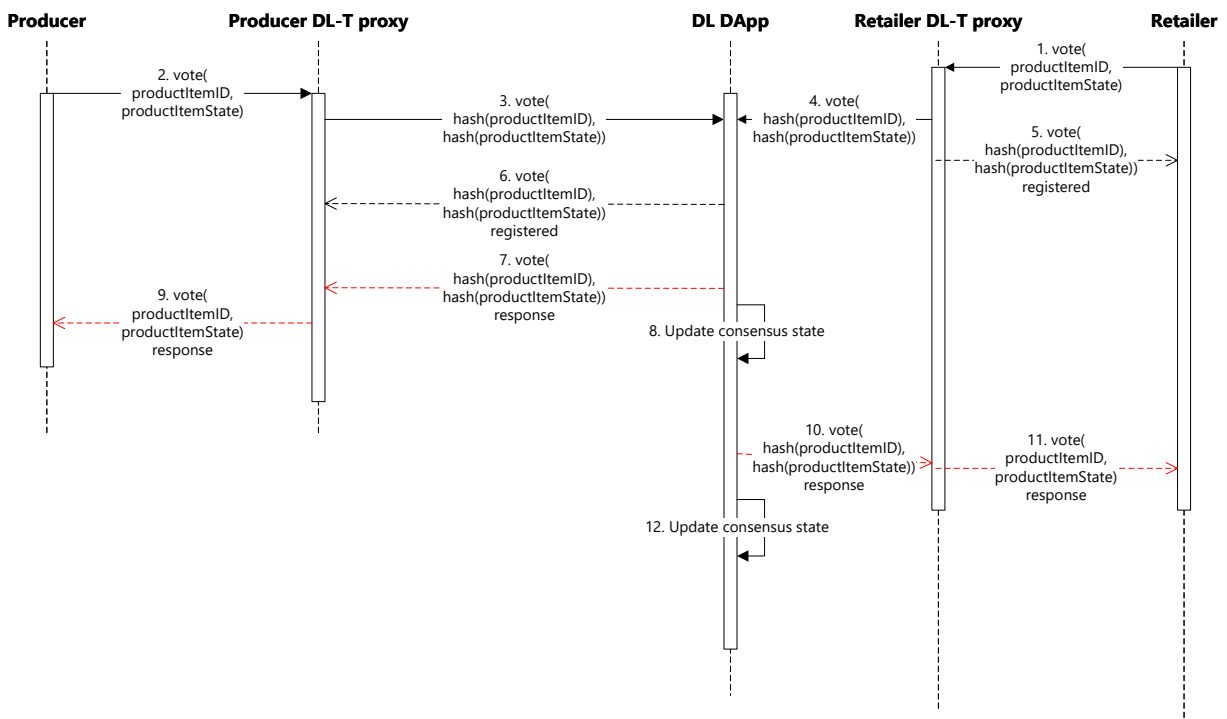 Producer
Producer DL-T proxy
DL DApp
Retailer DL-T proxy
Retailer
1. vote(
productItemID,
productItemState)
2. vote(
productItemID,
productItemState)
3. vote(
hash(productItemID),
hash(productItemState))
4. vote(
hash(productItemID),
hash(productItemState))
5. vote(
hash(productItemID),
hash(productItemState))
registered
6. vote(
hash(productItemID),
hash(productItemState))
registered
7. vote(
hash(productItemID),
hash(productItemState))
response
8. Update consensus state
9. vote(
productItemID,
productItemState)
response
10. vote(
hash(productItemID),
hash(productItemState))
response
11. vote(
productItemID,
productItemState)
response
12. Update consensus state